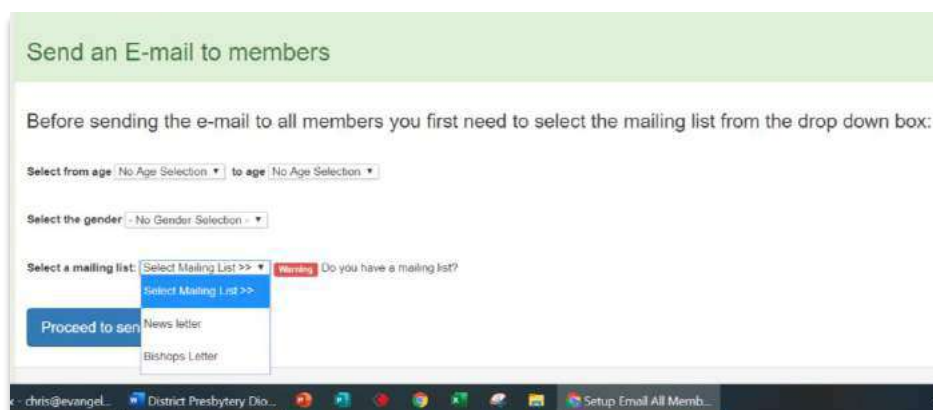 Send an E-mail to members
Before sending the e-mail to all members you first need to select the mailing list from the drop down box:
Select from age No Age Selection ▼ to age No Age Selection ▼
Select the gender - No Gender Selection - ▼
Select a mailing list: Select Mailing List >> ▼ Warning Do you have a mailing list?
Select Mailing List >>
News letter
Proceed to sen
Bishops Letter
- chris@evangel... District Presbytery Dio... Setup Email All Memb...